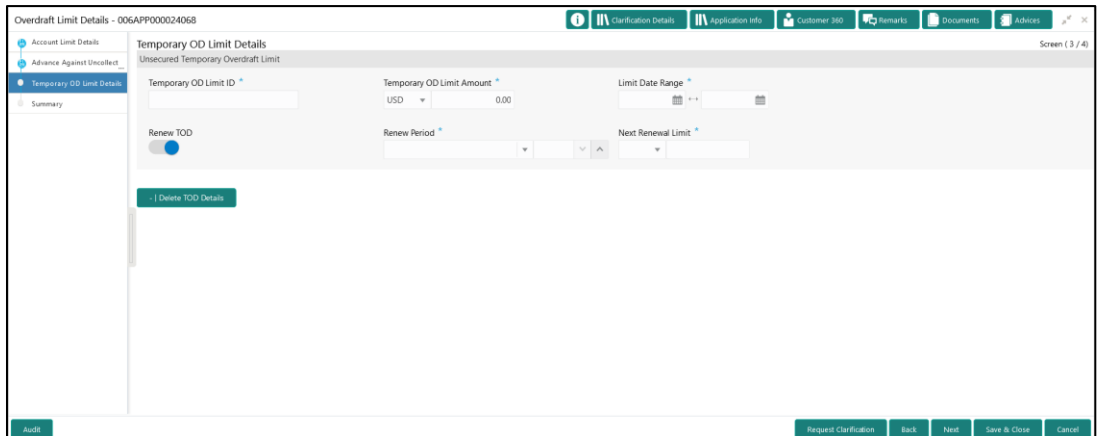 Overdraft Limit Details - 006APP000024068
i Clarification Details Application Info Customer 360 Remarks Documents Advices
Account Limit Details
Advance Against Uncollect_
Temporary OD Limit Details
Summary
Temporary OD Limit Details Screen ( 3 / 4)
Unsecured Temporary Overdraft Limit
Temporary OD Limit ID * Temporary OD Limit Amount * Limit Date Range *
USD 0.00
Renew TOD Renew Period * Next Renewal Limit *
- | Delete TOD Details
Audit Request Clarification Back Next Save & Close Cancel